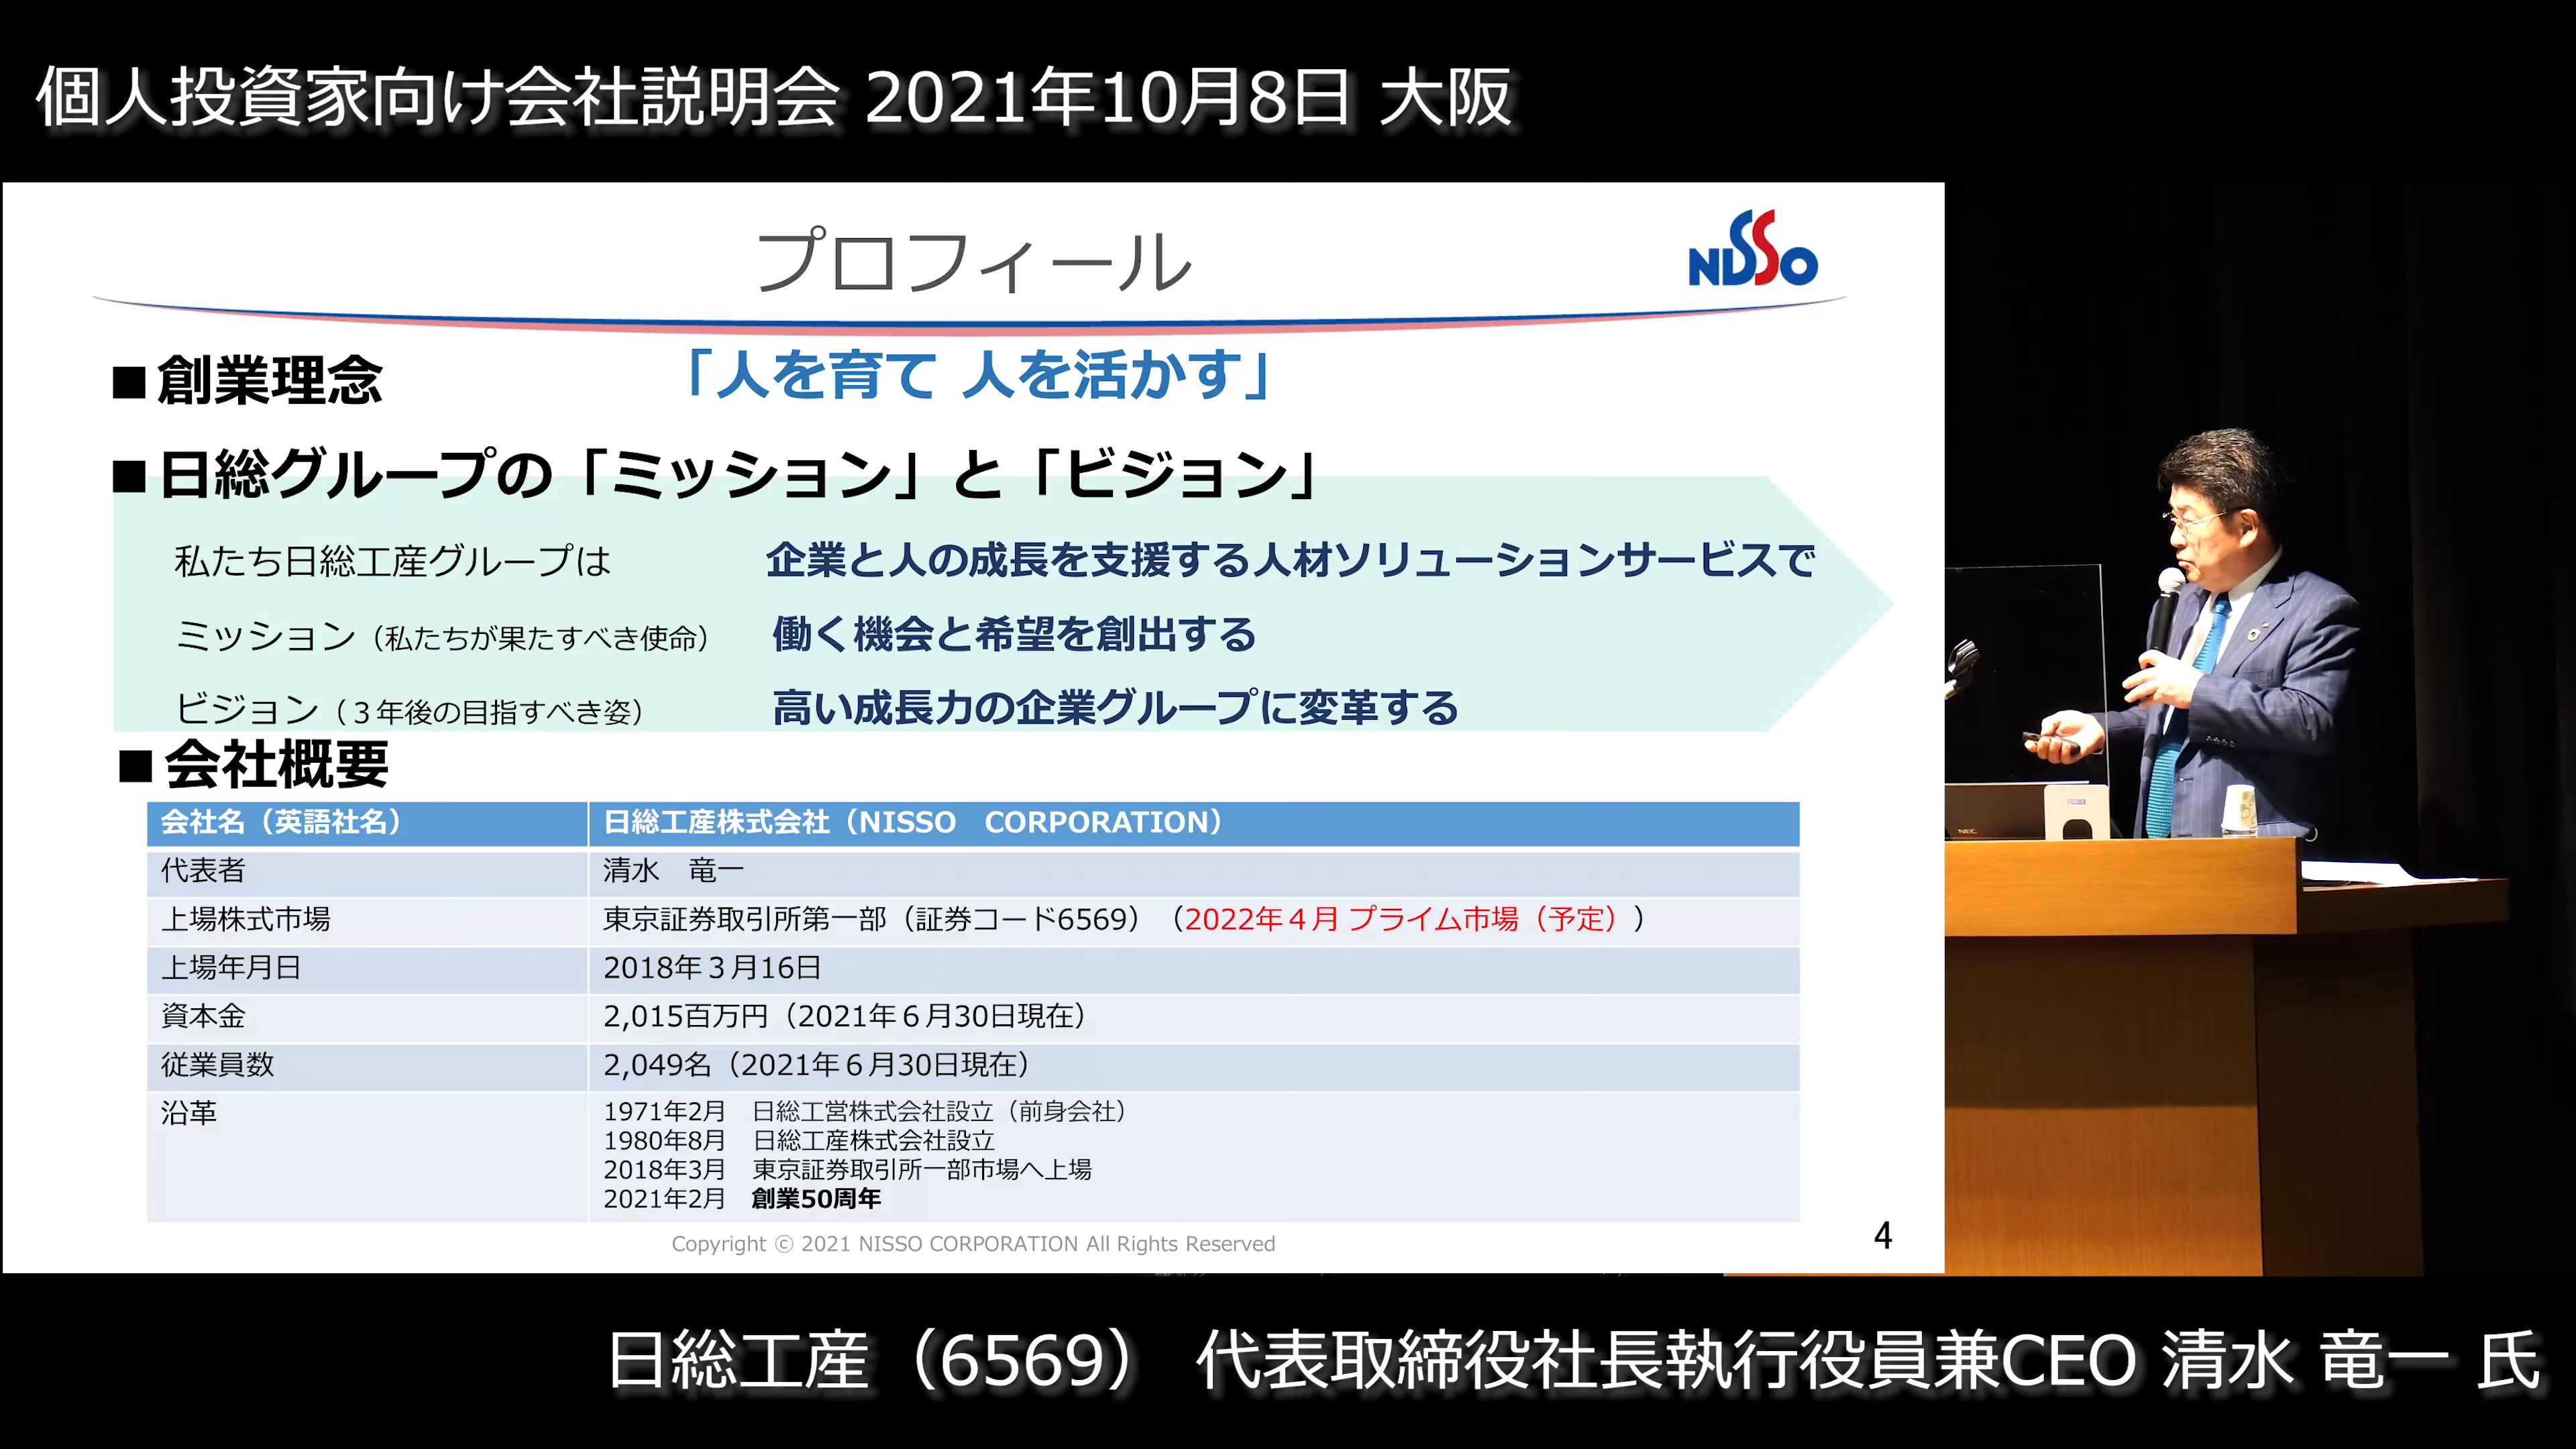 個人投資家向け会社説明会 2021年10月8日 大阪
プロフィール
NISSO
■創業理念 「人を育て 人を活かす」
■日総グループの「ミッション」と「ビジョン」
私たち日総工産グループは 企業と人の成長を支援する人材ソリューションサービスで
ミッション（私たちが果たすべき使命） 働く機会と希望を創出する
ビジョン（３年後の目指すべき姿） 高い成長力の企業グループに変革する
■会社概要
会社名（英語社名） 日総工産株式会社（NISSO　CORPORATION）
代表者 清水　竜一
上場株式市場 東京証券取引所第一部（証券コード6569）（2022年４月 プライム市場（予定））
上場年月日 2018年３月16日
資本金 2,015百万円（2021年６月30日現在）
従業員数 2,049名（2021年６月30日現在）
沿革 1971年2月　日総工営株式会社設立（前身会社）
1980年8月　日総工産株式会社設立
2018年3月　東京証券取引所一部市場へ上場
2021年2月　創業50周年
Copyright ⓒ 2021 NISSO CORPORATION All Rights Reserved
4
NEC
日総工産（6569） 代表取締役社長執行役員兼CEO 清水 竜一 氏